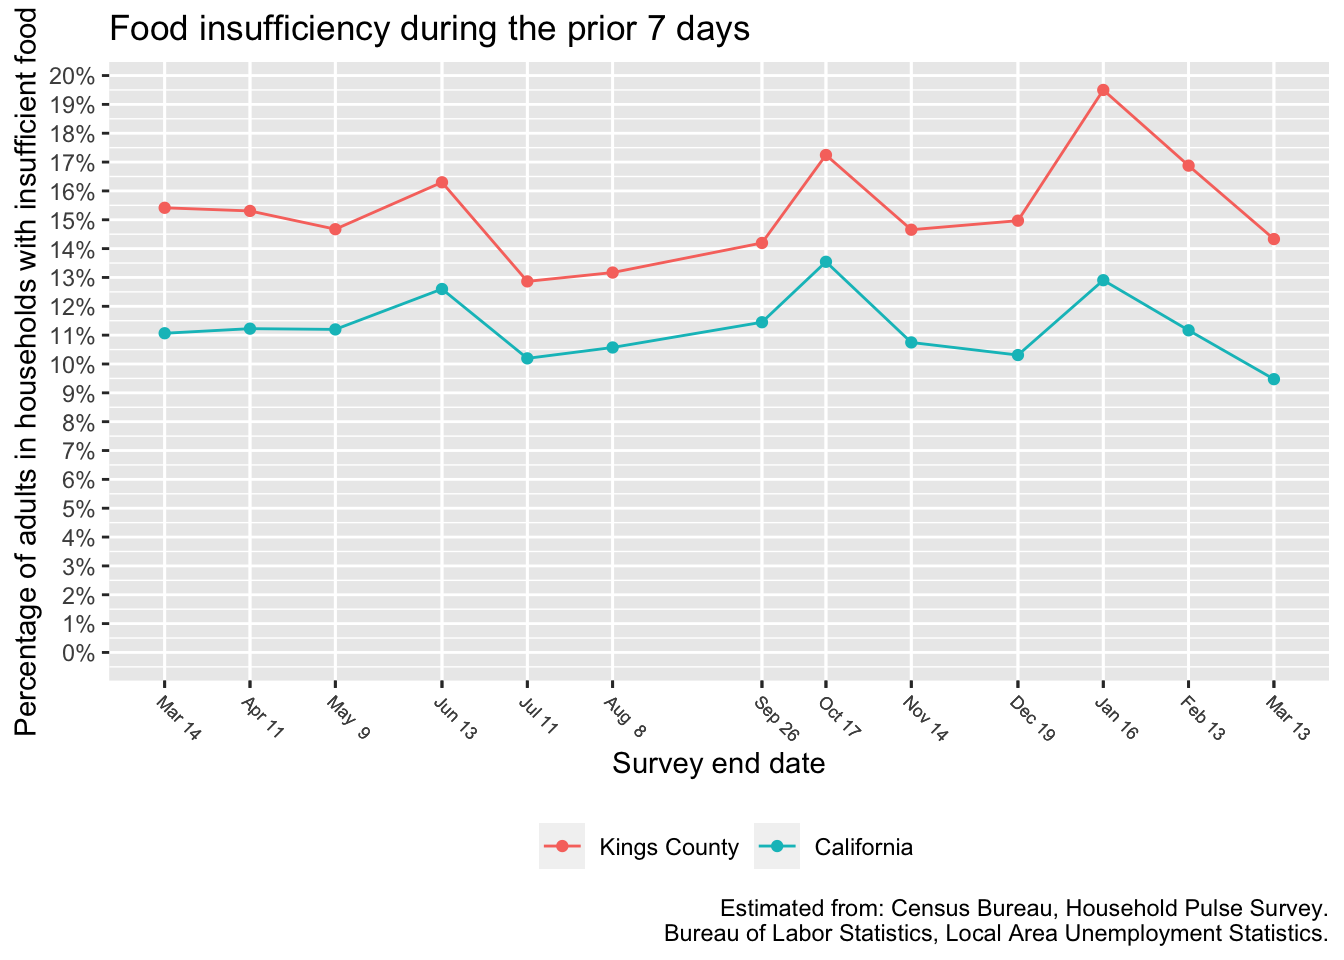 Food insufficiency during the prior 7 days
Percentage of adults in households with insufficient food
20%
19%
18%
17%
16%
15%
14%
13%
12%
11%
10%
9%
8%
7%
6%
5%
4%
3%
2%
1%
0%
Mar 14
Apr 11
May 9
Jun 13
Jul 11
Aug 8
Sep 26
Oct 17
Nov 14
Dec 19
Jan 16
Feb 13
Mar 13
Survey end date
Kings County
California
Estimated from: Census Bureau, Household Pulse Survey.
Bureau of Labor Statistics, Local Area Unemployment Statistics.